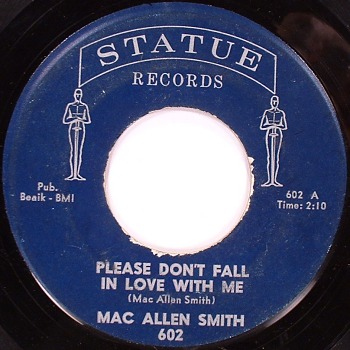 STATUE
RECORDS
Pub.
Beaik - BMI
602 A
Time: 2:10
PLEASE DON'T FALL
IN LOVE WITH ME
(Mac Allen Smith)
MAC ALLEN SMITH
602